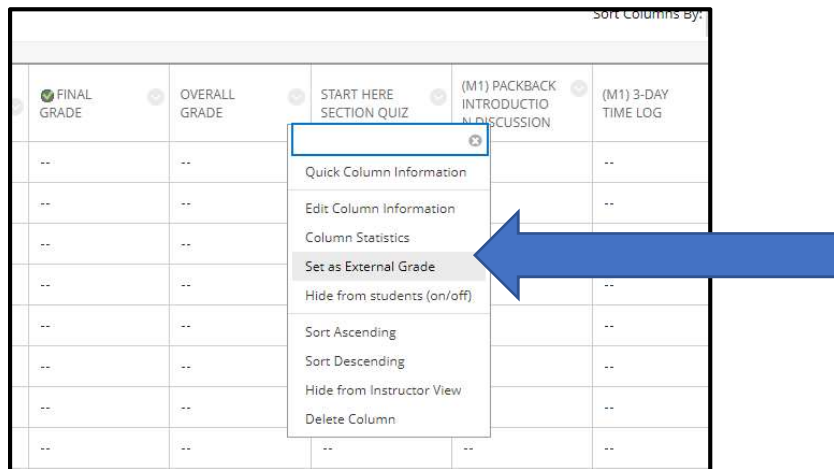 Sort Columns By:
FINAL GRADE
OVERALL GRADE
START HERE SECTION QUIZ
(M1) PACKBACK INTRODUCTIO N DISCUSSION
(M1) 3-DAY TIME LOG
-- -- --
Quick Column Information
-- -- --
Edit Column Information
-- -- --
Column Statistics
Set as External Grade
-- -- --
Hide from students (on/off)
-- -- --
Sort Ascending
-- -- --
Sort Descending
Hide from Instructor View
-- -- --
Delete Column
-- -- -- -- --